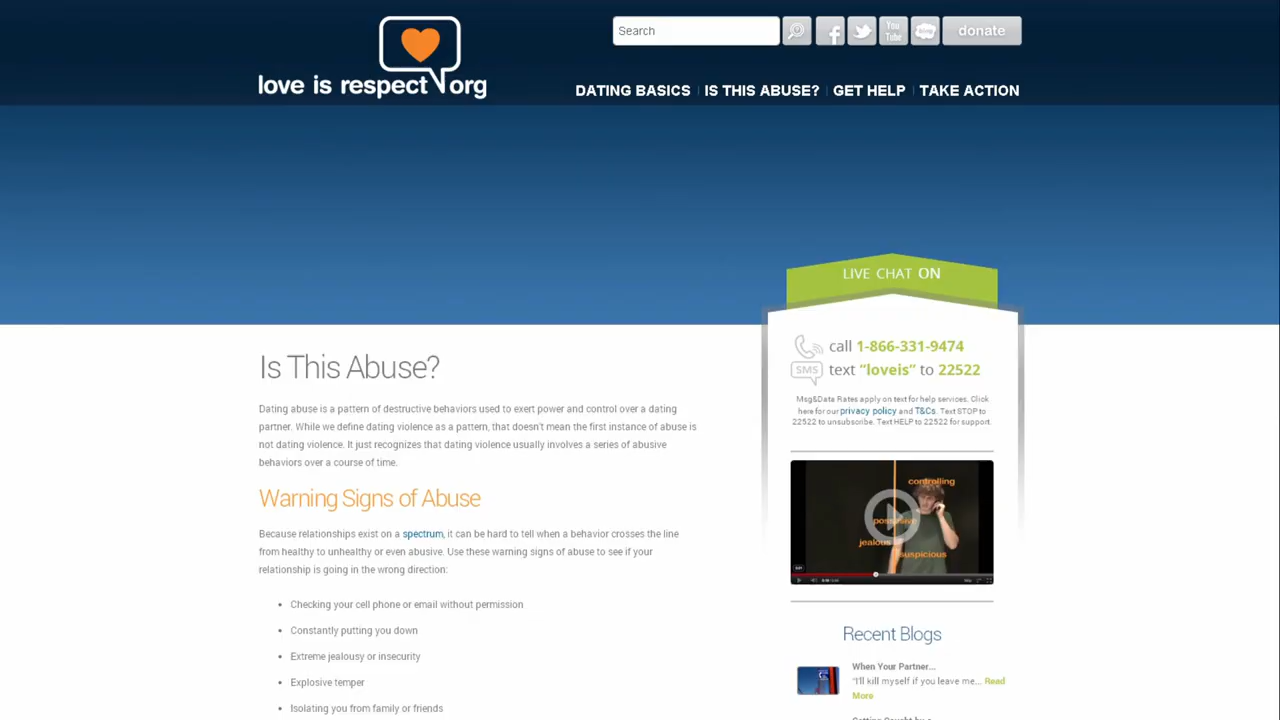 Search
You
Tube
donate
love is respect org
DATING BASICS
IS THIS ABUSE?
GET HELP
TAKE ACTION
LIVE CHAT ON
call 1-866-331-9474
SMS
text “loveis” to 22522
Msg&Data Rates apply on text for help services. Click
here for our privacy policy and T&Cs. Text STOP to
22522 to unsubscribe. Text HELP to 22522 for support.
Is This Abuse?
Dating abuse is a pattern of destructive behaviors used to exert power and control over a dating
partner. While we define dating violence as a pattern, that doesn't mean the first instance of abuse is
not dating violence. It just recognizes that dating violence usually involves a series of abusive
behaviors over a course of time.
Warning Signs of Abuse
Because relationships exist on a spectrum, it can be hard to tell when a behavior crosses the line
from healthy to unhealthy or even abusive. Use these warning signs of abuse to see if your
relationship is going in the wrong direction:
Checking your cell phone or email without permission
Constantly putting you down
Extreme jealousy or insecurity
Explosive temper
Isolating you from family or friends
controlling
possessive
jealous
suspicious
Recent Blogs
When Your Partner...
“I'll kill myself if you leave me... Read
More